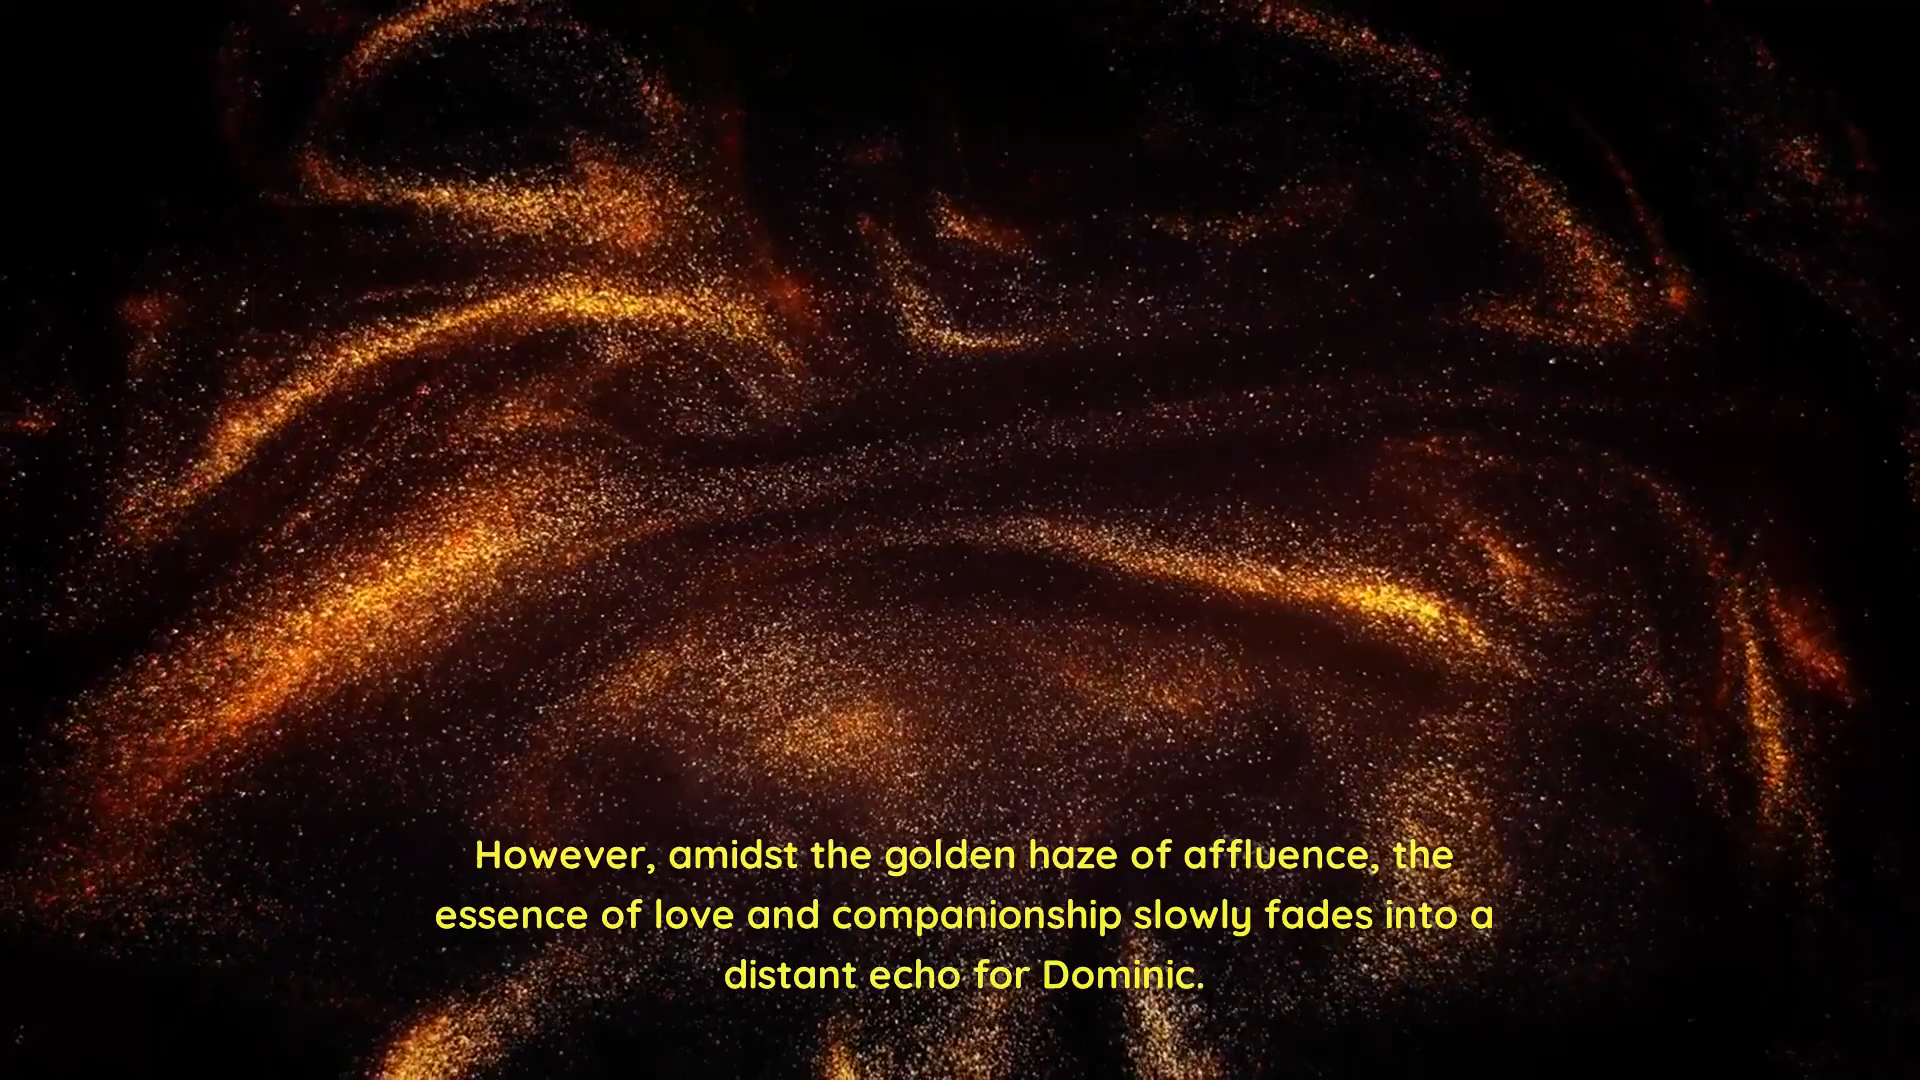 However, amidst the golden haze of affluence, the
essence of love and companionship slowly fades into a
distant echo for Dominic.